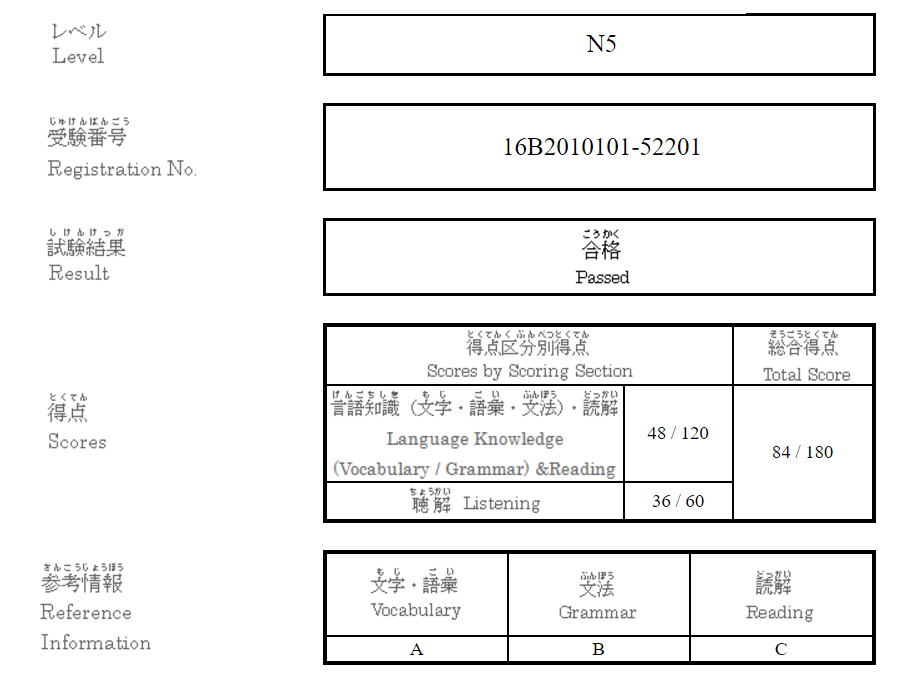 レベル
Level
N5
じゅけんばんごう
受験番号
Registration No.
16B2010101-52201
しけんけっか
試験結果
Result
ごうかく
合格
Passed
とくてん
得点
Scores
とくてんくぶんべつとくてん
得点区分別得点
Scores by Scoring Section
そうごうとくてん
総合得点
Total Score
げんごちしき もじ ごい ぶんぽう どっかい
言語知識（文字・語彙・文法）・読解
Language Knowledge
(Vocabulary / Grammar) &Reading
48 / 120
84 / 180
ちょうかい
聴解 Listening
36 / 60
さんこうじょうほう
参考情報
Reference
Information
もじ ごい
文字・語彙
Vocabulary
ぶんぽう
文法
Grammar
どっかい
読解
Reading
A
B
C